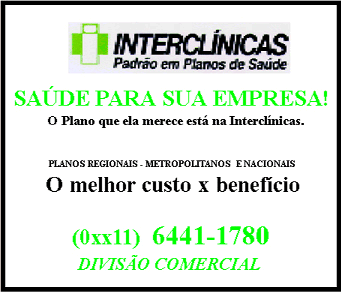 INTERCLÍNICAS
Padrão em Planos de Saúde
SAÚDE PARA SUA EMPRESA!
O Plano que ela merece está na Interclínicas.
PLANOS REGIONAIS - METROPOLITANOS E NACIONAIS
O melhor custo x benefício
(0xx11) 6441-1780
DIVISÃO COMERCIAL